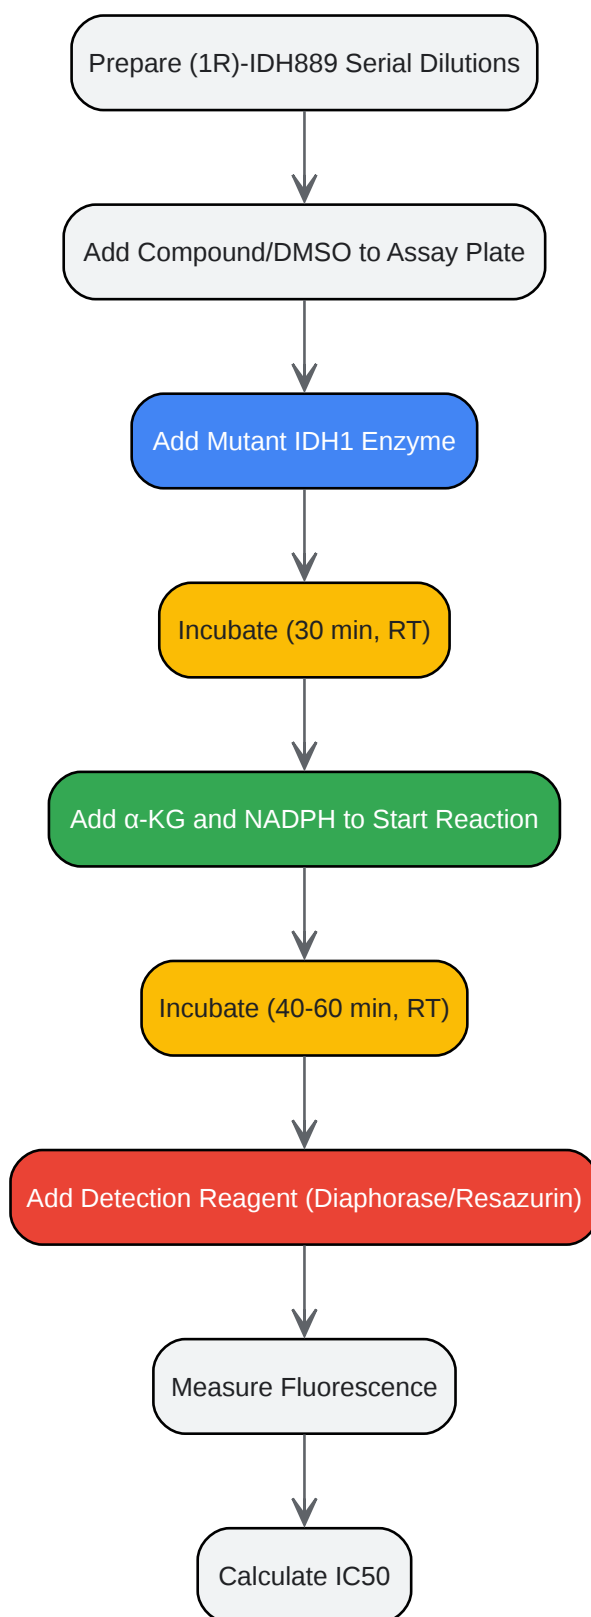 Prepare (1R)-IDH889 Serial Dilutions
Add Compound/DMSO to Assay Plate
Add Mutant IDH1 Enzyme
Incubate (30 min, RT)
Add α-KG and NADPH to Start Reaction
Incubate (40-60 min, RT)
Add Detection Reagent (Diaphorase/Resazurin)
Measure Fluorescence
Calculate IC50